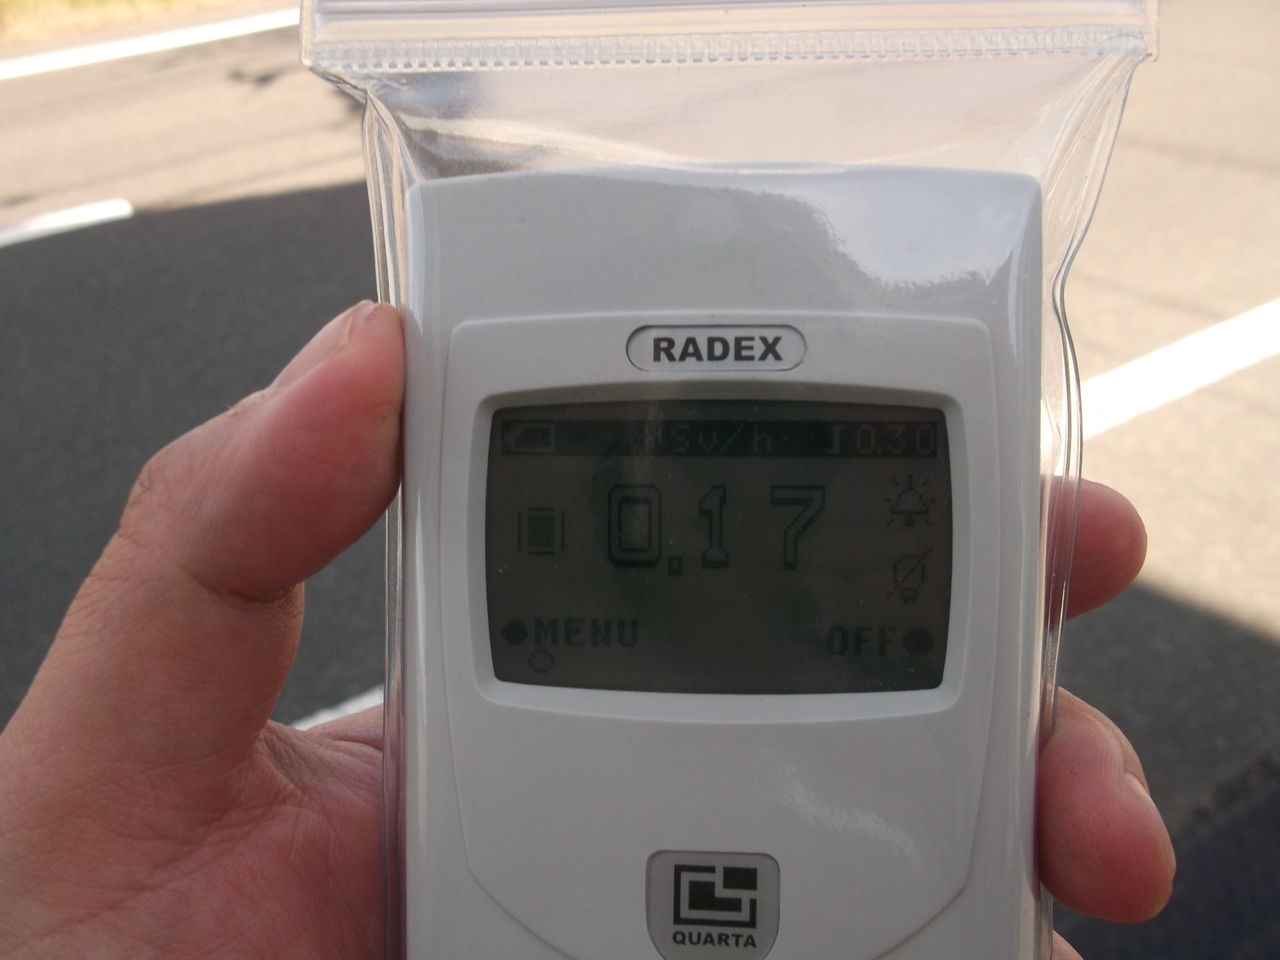 RADEX
µSv/h ∫0.30
0.17
MENU OFF
QUARTA